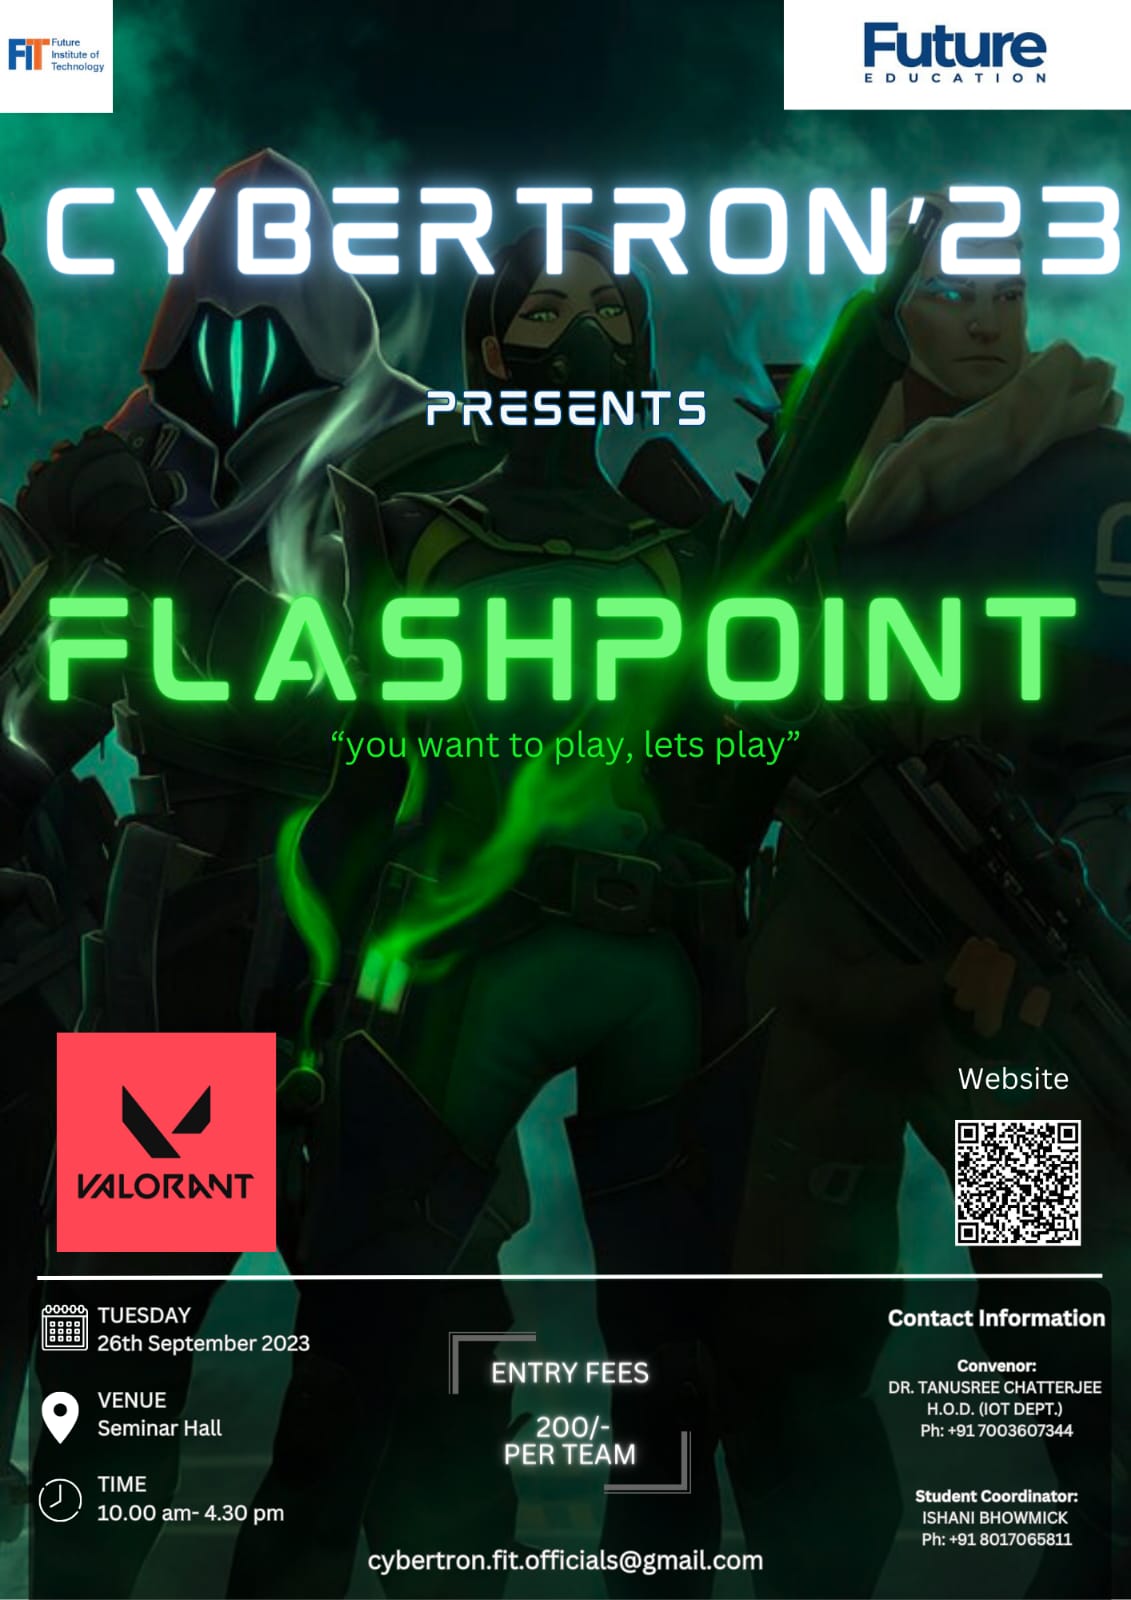 FiT Future
Institute of
Technology
Future
EDUCATION
CYBERTRON'23
PRESENTS
FLASHPOINT
“you want to play, lets play”
VALORANT
Website
TUESDAY
26th September 2023
VENUE
Seminar Hall
TIME
10.00 am- 4.30 pm
ENTRY FEES
200/-
PER TEAM
Contact Information
Convenor:
DR. TANUSREE CHATTERJEE
H.O.D. (IOT DEPT.)
Ph: +91 7003607344
Student Coordinator:
ISHANI BHOWMICK
Ph: +91 8017065811
cybertron.fit.officials@gmail.com